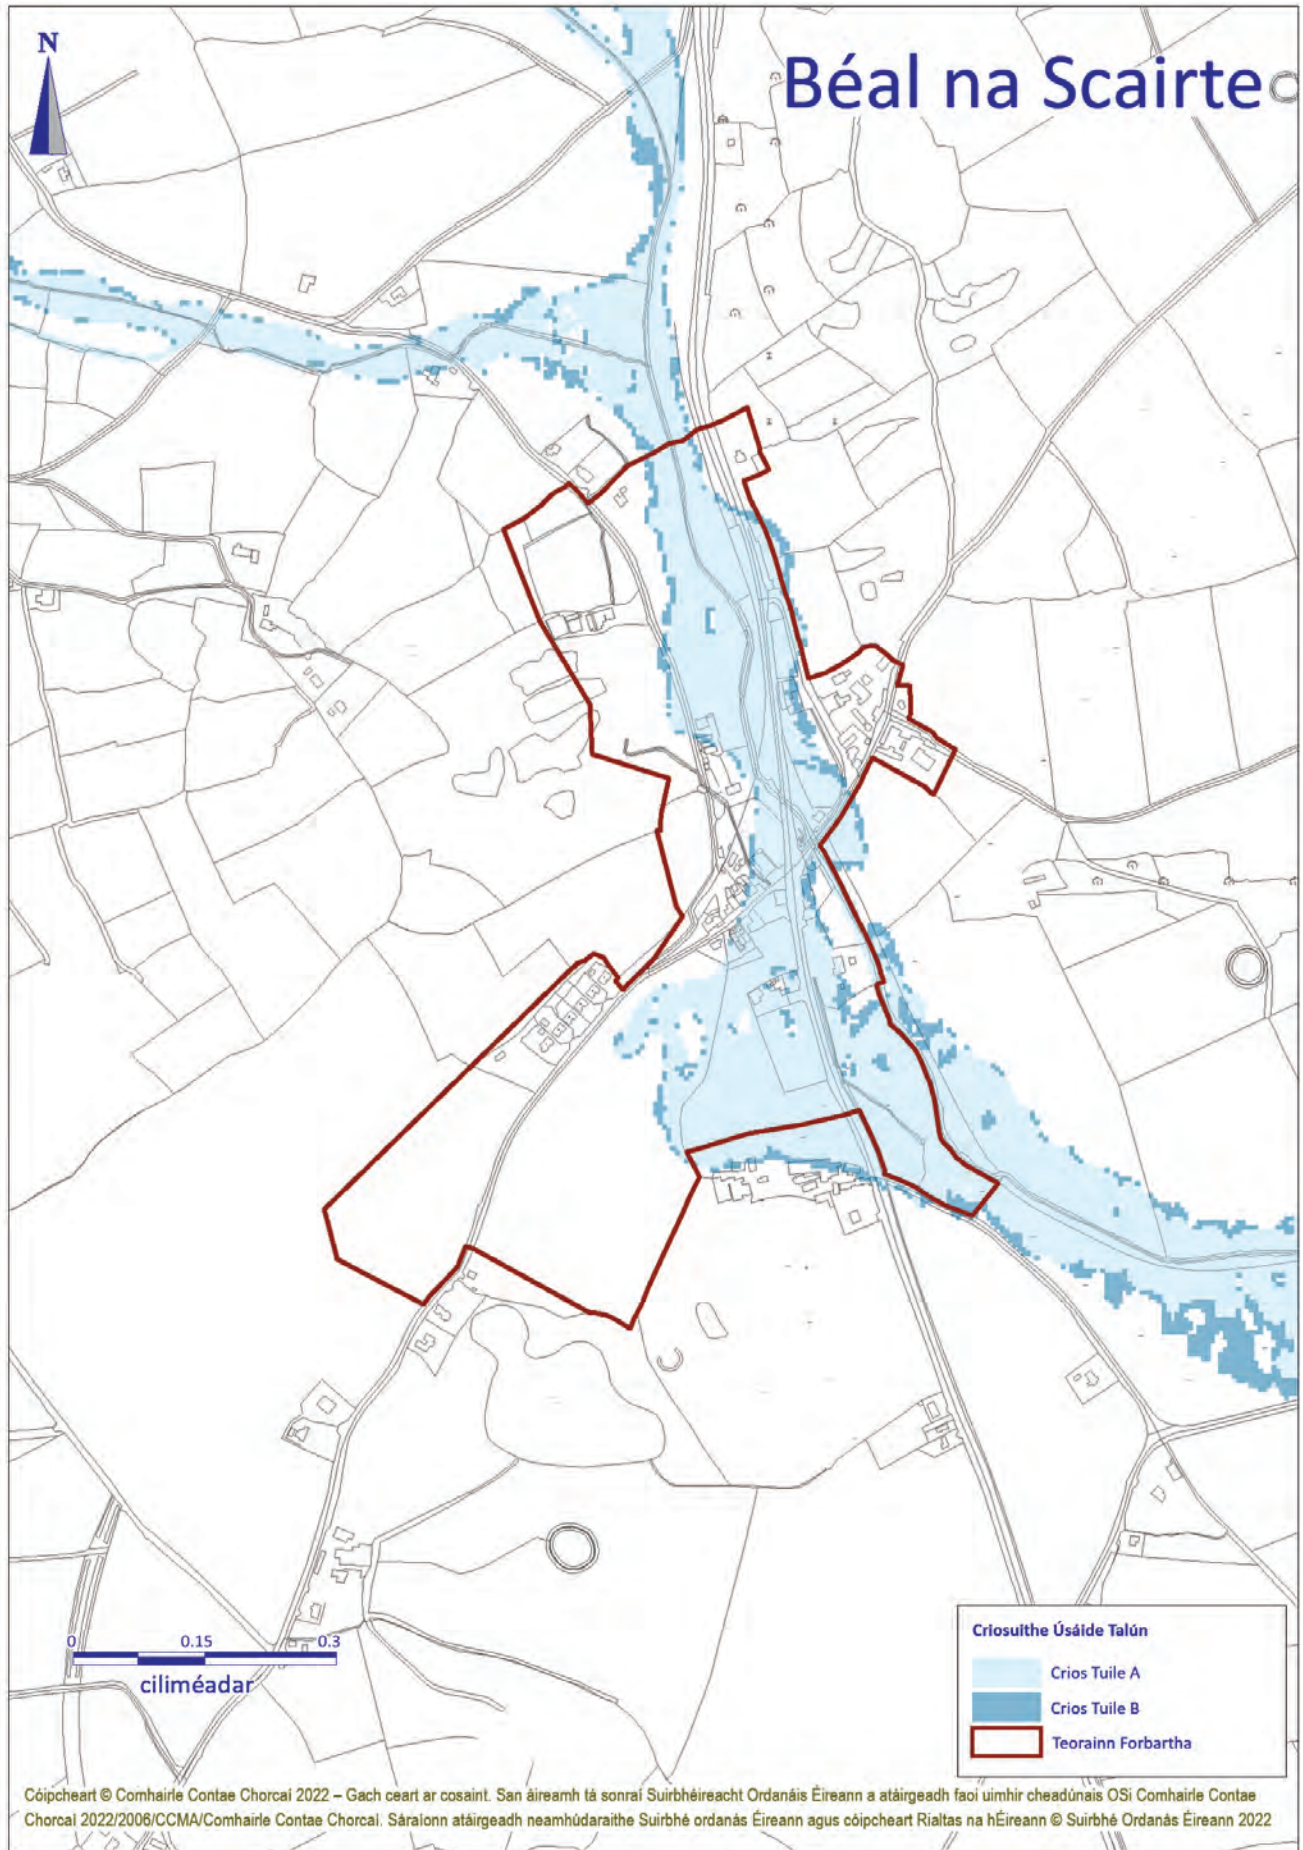 N
Béal na Scairte
0 0.15 0.3
ciliméadar
Criosuithe Úsáide Talún
Crios Tuile A
Crios Tuile B
Teorainn Forbartha
Cóipcheart © Comhairle Contae Chorcaí 2022 – Gach ceart ar cosaint. San áireamh tá sonraí Suirbhéireacht Ordanáis Éireann a atáirgeadh faoi uimhir cheadúnais OSi Comhairle Contae
Chorcaí 2022/2006/CCMA/Comhairle Contae Chorcaí. Sáraíonn atáirgeadh neamhúdaraithe Suirbhé ordanás Éireann agus cóipcheart Rialtas na hÉireann © Suirbhé Ordanás Éireann 2022